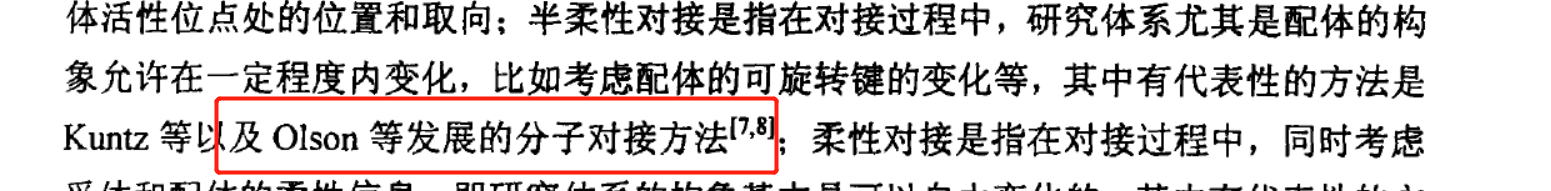 体活性位点处的位置和取向；半柔性对接是指在对接过程中，研究体系尤其是配体的构
象允许在一定程度内变化，比如考虑配体的可旋转键的变化等，其中有代表性的方法是
Kuntz 等以及 Olson 等发展的分子对接方法[7,8]；柔性对接是指在对接过程中，同时考虑